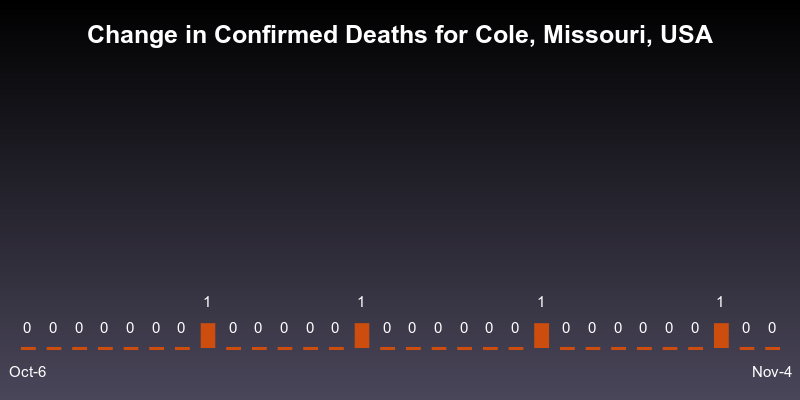 Change in Confirmed Deaths for Cole, Missouri, USA
1 1 1 1
0 0 0 0 0 0 0 0 0 0 0 0 0 0 0 0 0 0 0 0 0 0 0 0 0 0
Oct-6 Nov-4